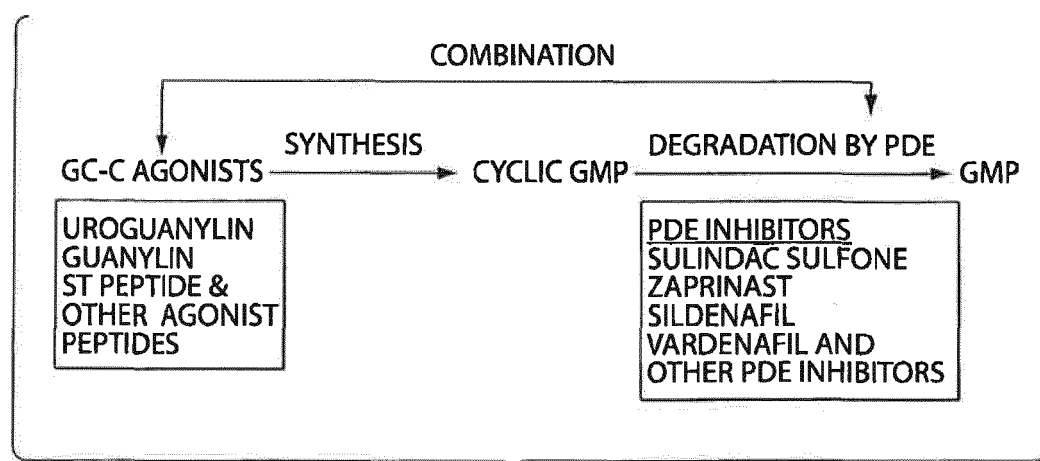 COMBINATION
SYNTHESIS
DEGRADATION BY PDE
GC-C AGONISTS
CYCLIC GMP
GMP
UROGUANYLIN
GUANYLIN
ST PEPTIDE &
OTHER AGONIST
PEPTIDES
PDE INHIBITORS
SULINDAC SULFONE
ZAPRINAST
SILDENAFIL
VARDENAFIL AND
OTHER PDE INHIBITORS